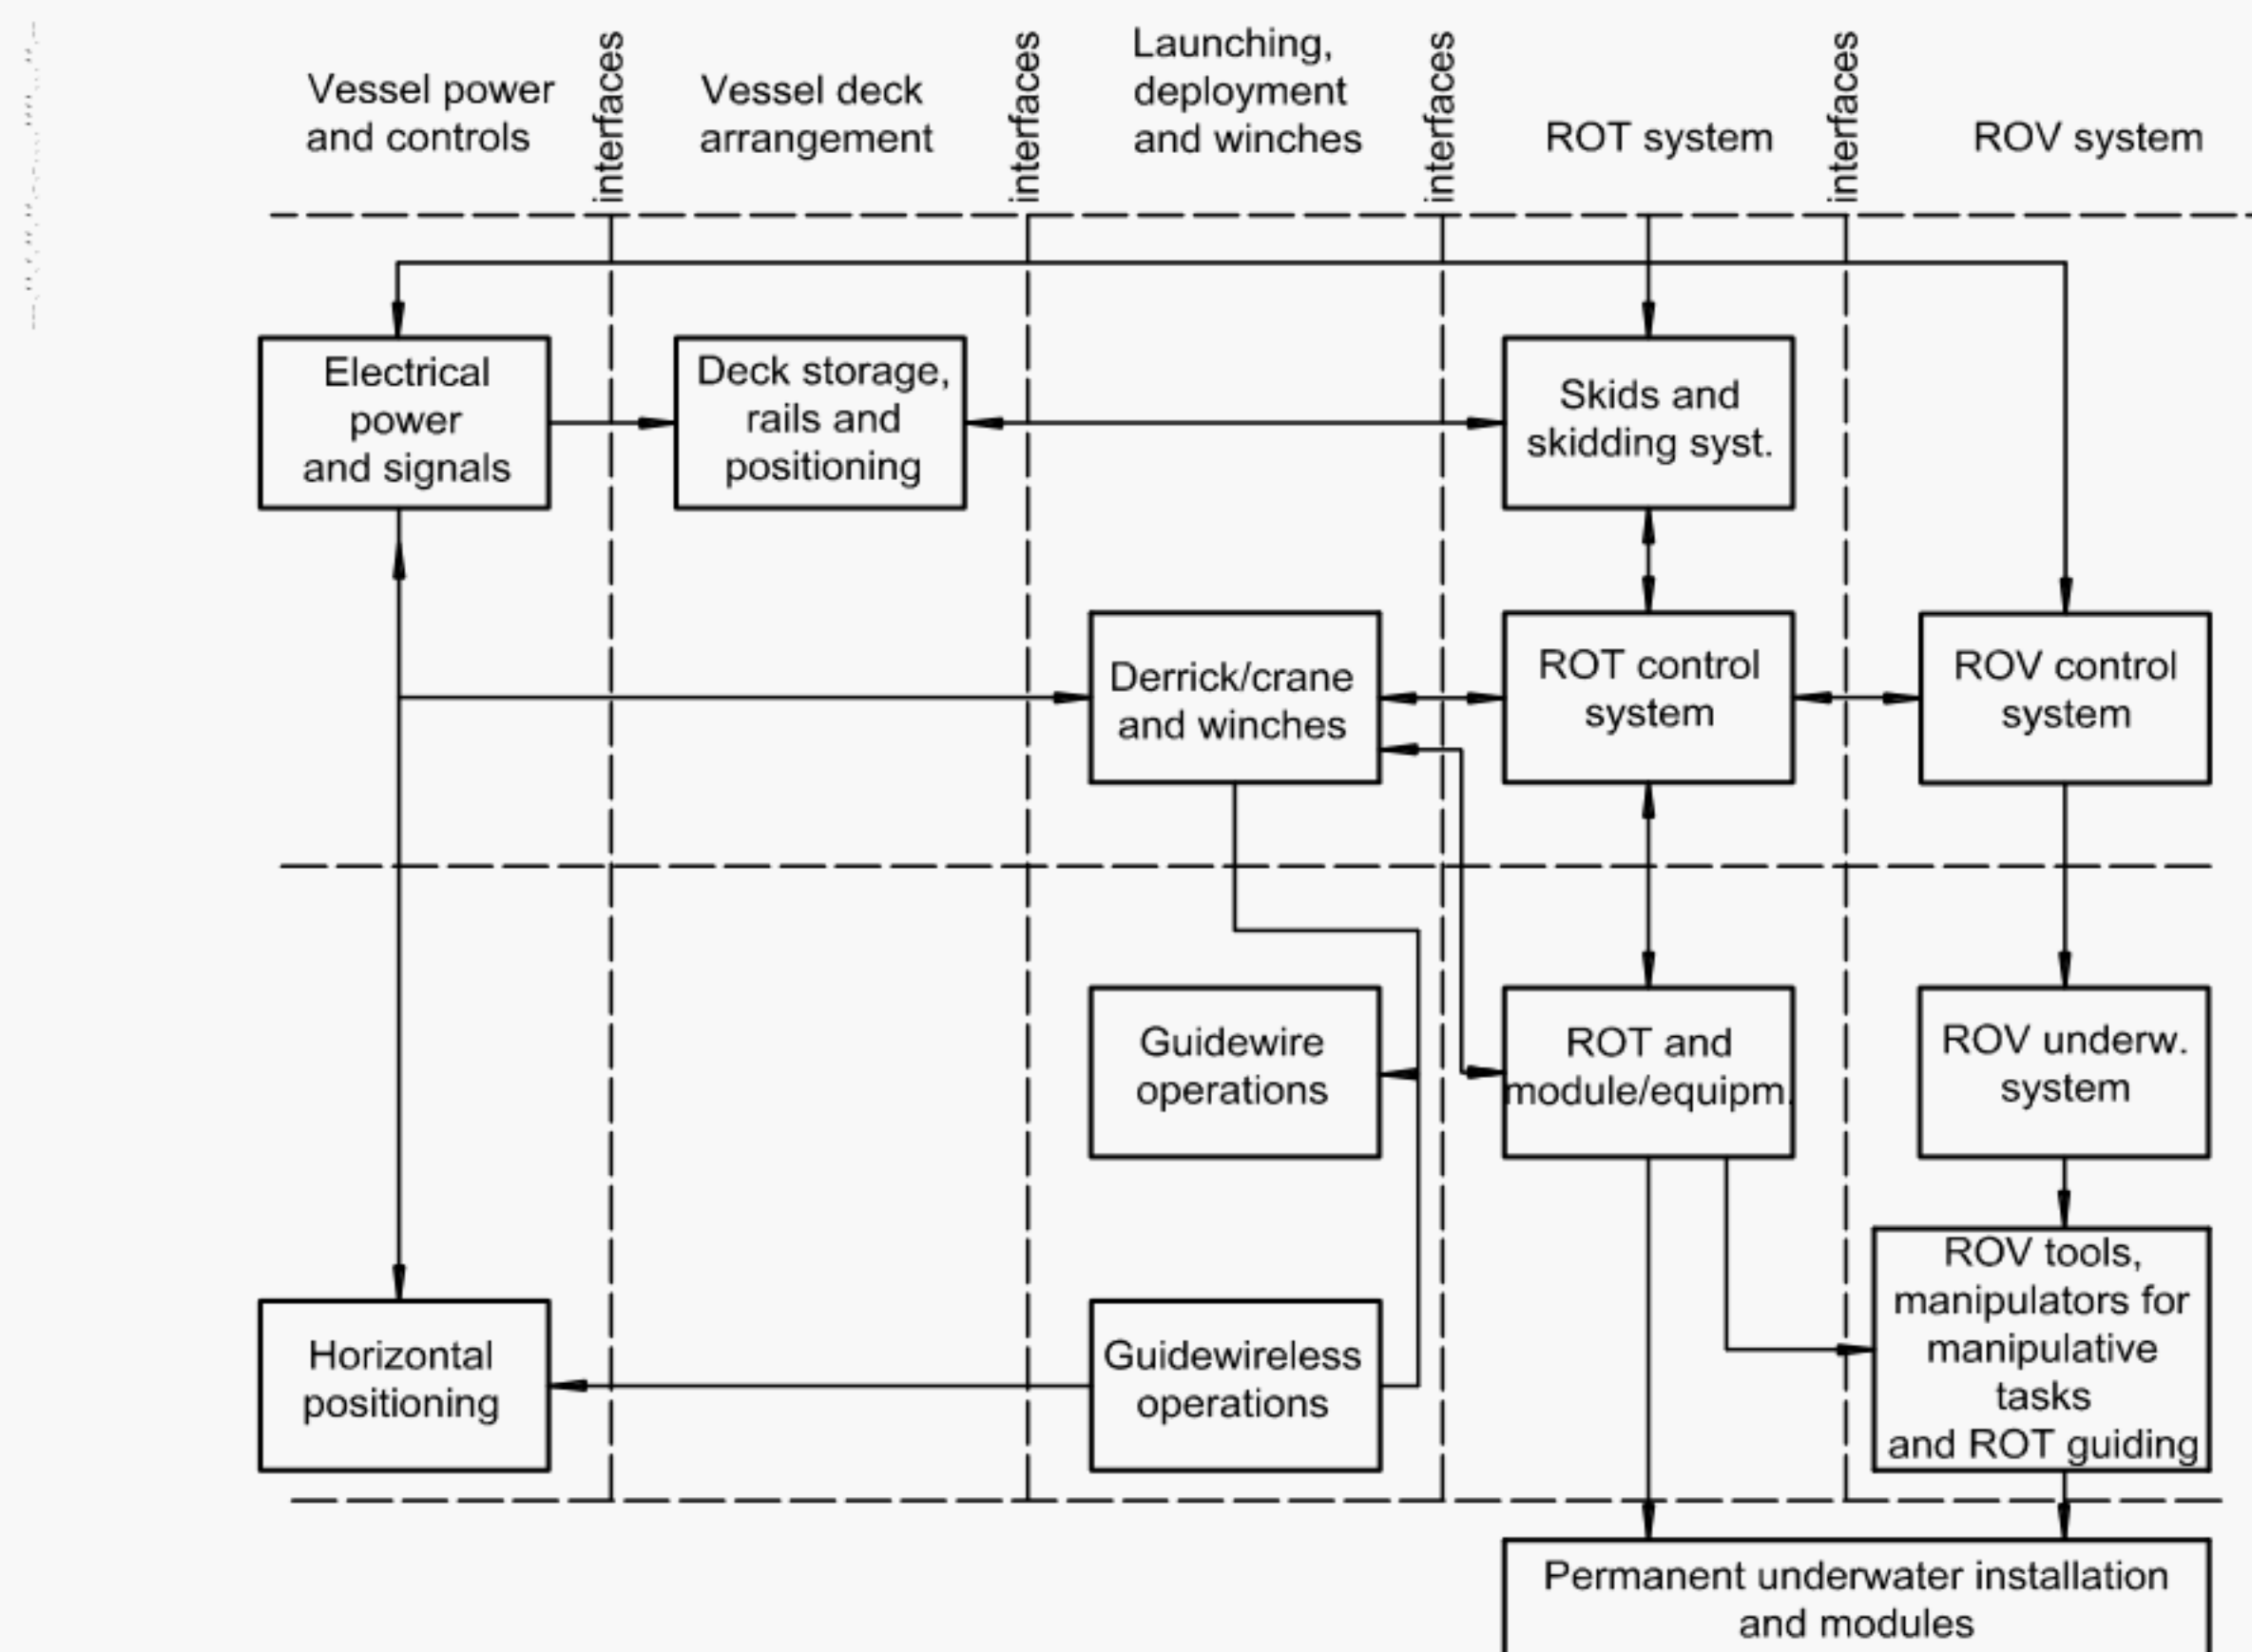 Vessel power
and controls
interfaces
Vessel deck
arrangement
interfaces
Launching,
deployment
and winches
interfaces
ROT system
interfaces
ROV system
Electrical
power
and signals
Deck storage,
rails and
positioning
Skids and
skidding syst.
Derrick/crane
and winches
ROT control
system
ROV control
system
Guidewire
operations
ROT and
module/equipm.
ROV underw.
system
Horizontal
positioning
Guidewireless
operations
ROV tools,
manipulators for
manipulative
tasks
and ROT guiding
Permanent underwater installation
and modules